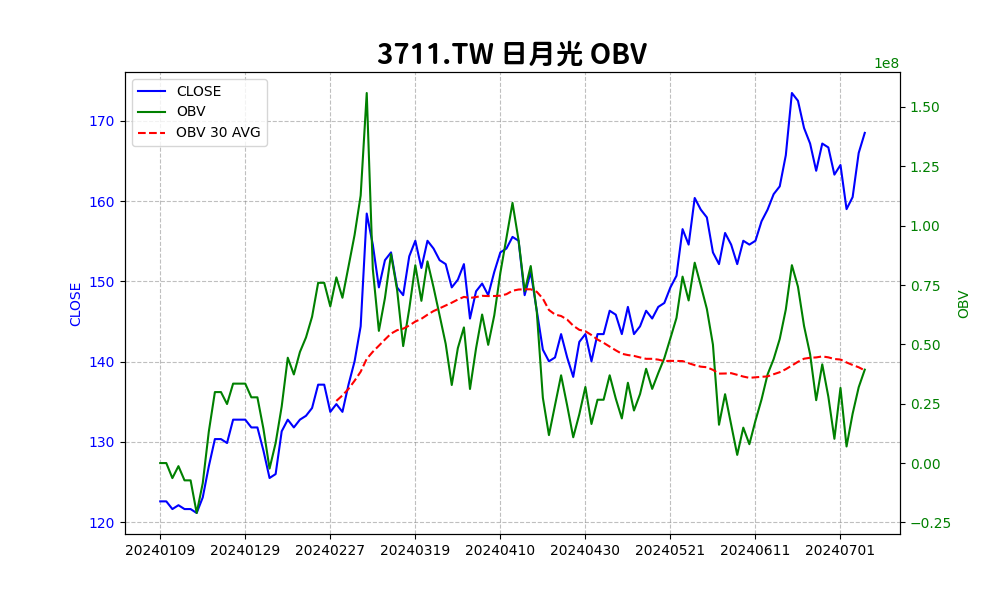 3711.TW 日月光 OBV
1e8
CLOSE
OBV
OBV 30 AVG
170
160
150
140
130
120
CLOSE
1.50
1.25
1.00
0.75
0.50
0.25
0.00
−0.25
OBV
20240109 20240129 20240227 20240319 20240410 20240430 20240521 20240611 20240701